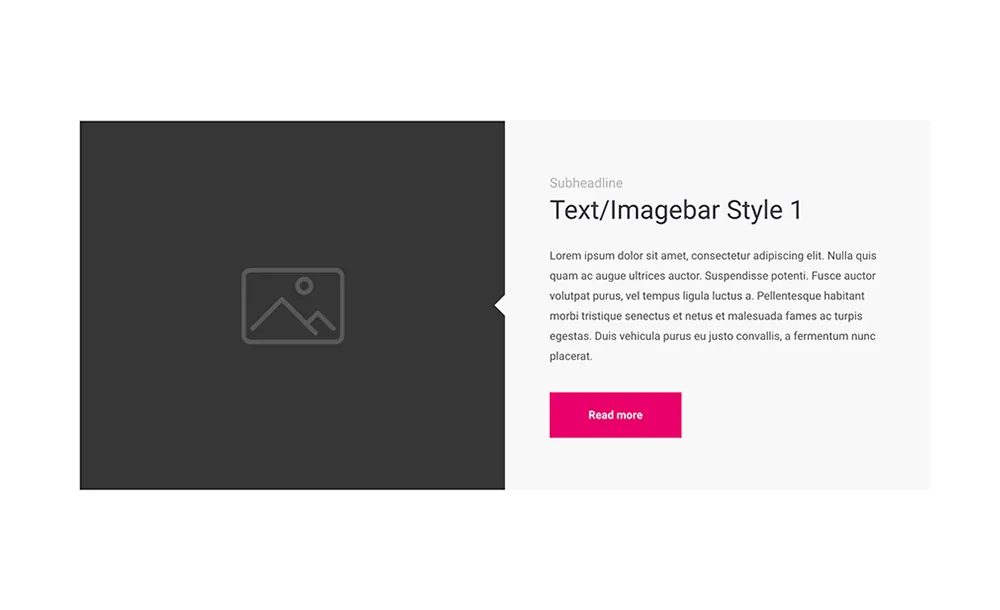 Subheadline
Text/Imagebar Style 1
Lorem ipsum dolor sit amet, consectetur adipiscing elit. Nulla quis
quam ac augue ultrices auctor. Suspendisse potenti. Fusce auctor
volutpat purus, vel tempus ligula luctus a. Pellentesque habitant
morbi tristique senectus et netus et malesuada fames ac turpis
egestas. Duis vehicula purus eu justo convallis, a fermentum nunc
placerat.
Read more